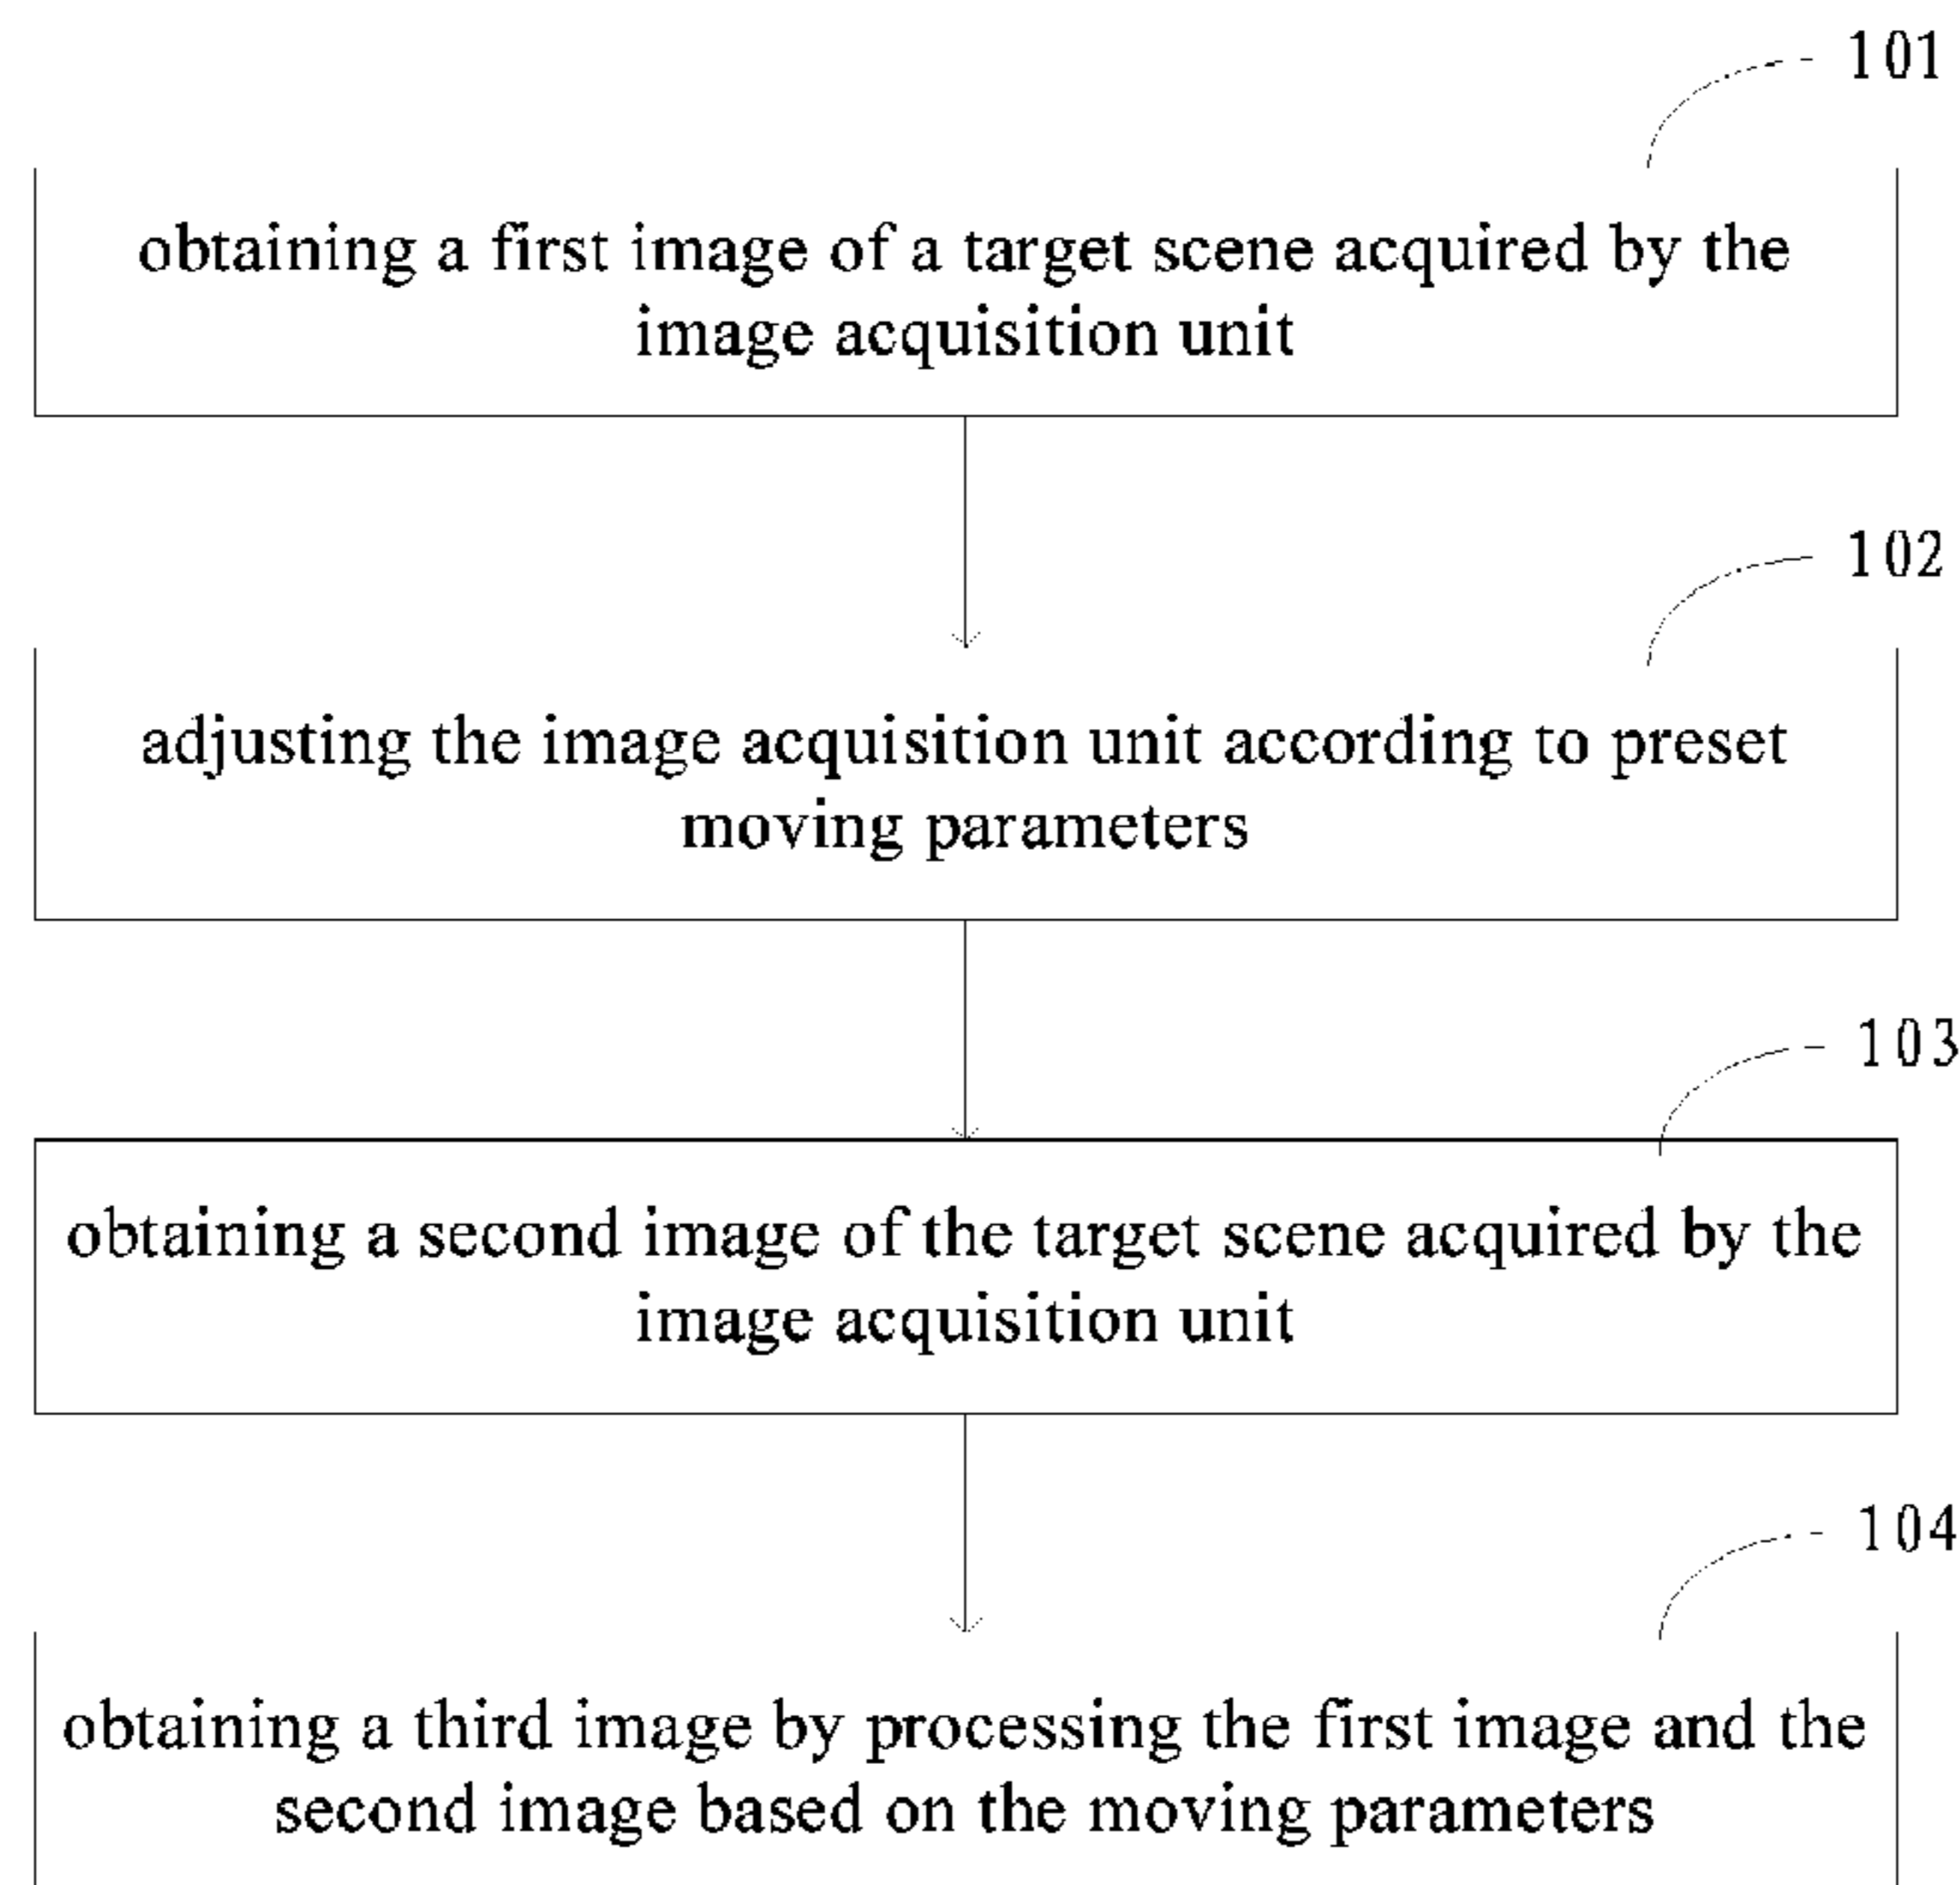 101
obtaining a first image of a target scene acquired by the
image acquisition unit
102
adjusting the image acquisition unit according to preset
moving parameters
103
obtaining a second image of the target scene acquired by the
image acquisition unit
104
obtaining a third image by processing the first image and the
second image based on the moving parameters